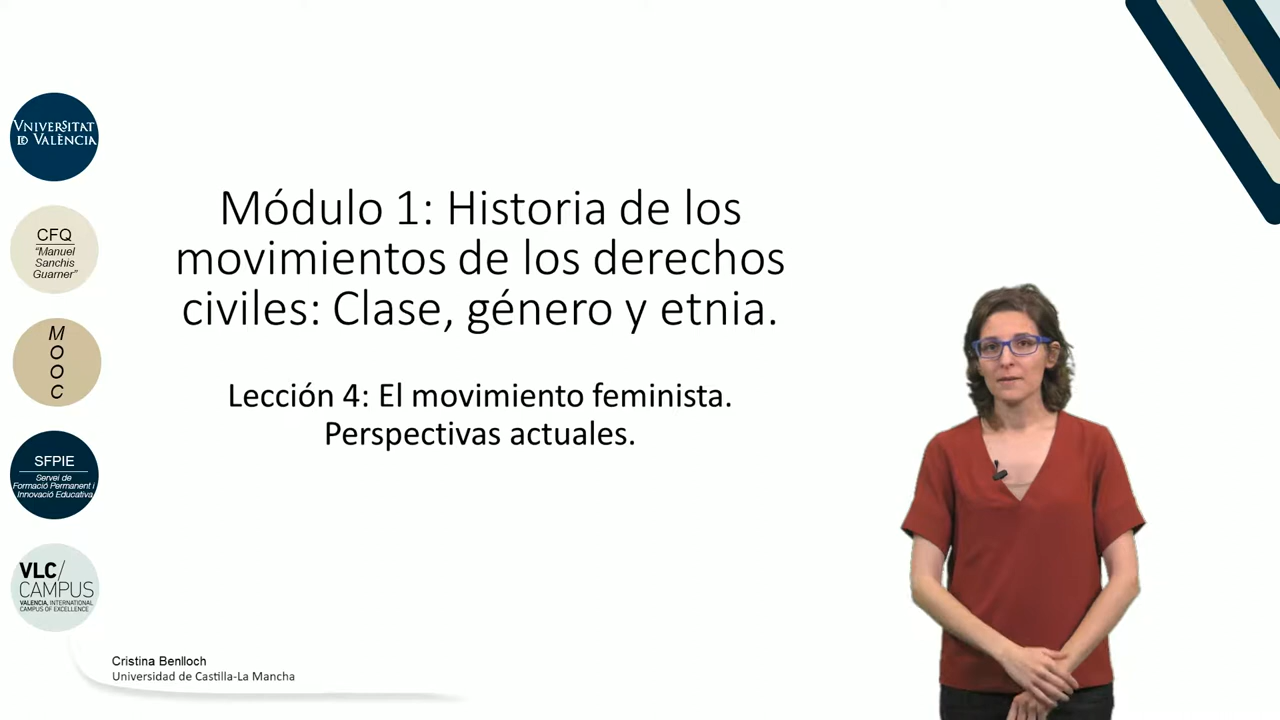 VNIVERSITAT
ID VALÈNCIA
CFQ
"Manuel
Sanchis
Guarner"
M
O
O
C
SFPIE
Servei de
Formació Permanent i
Innovació Educativa
VLC/
CAMPUS
VALENCIA, INTERNATIONAL
CAMPUS OF EXCELLENCE
Módulo 1: Historia de los
movimientos de los derechos
civiles: Clase, género y etnia.
Lección 4: El movimiento feminista.
Perspectivas actuales.
Cristina Benlloch
Universidad de Castilla-La Mancha